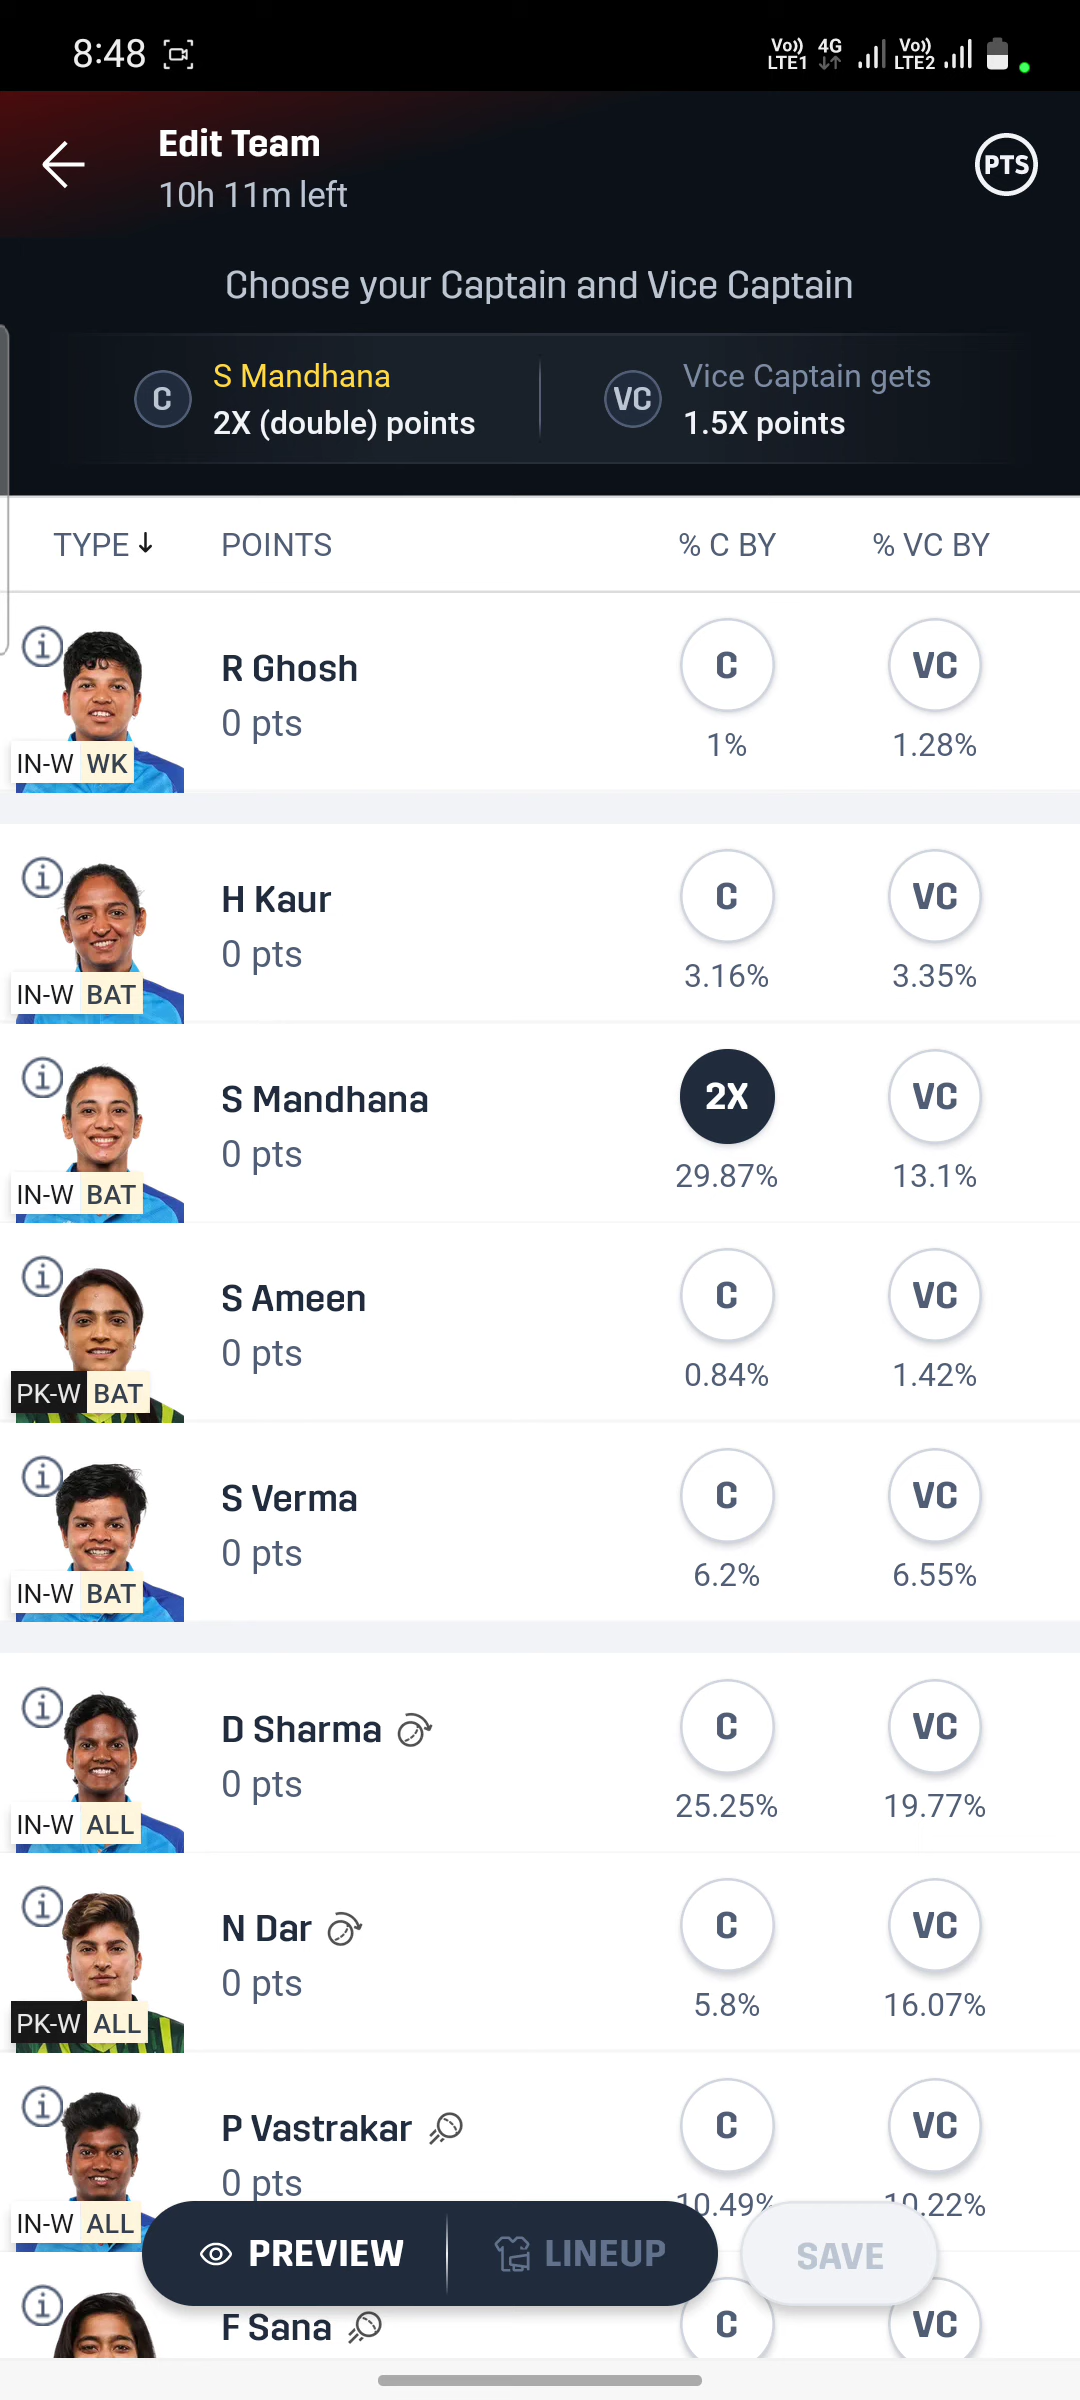 8:48
Vo)) LTE1 4G Vo)) LTE2
Edit Team
10h 11m left
PTS
Choose your Captain and Vice Captain
C
S Mandhana
2X (double) points
VC
Vice Captain gets
1.5X points
TYPE POINTS % C BY % VC BY
R Ghosh
0 pts
IN-W WK
C VC
1% 1.28%
H Kaur
0 pts
IN-W BAT
C VC
3.16% 3.35%
S Mandhana
0 pts
IN-W BAT
2X VC
29.87% 13.1%
S Ameen
0 pts
PK-W BAT
C VC
0.84% 1.42%
S Verma
0 pts
IN-W BAT
C VC
6.2% 6.55%
D Sharma
0 pts
IN-W ALL
C VC
25.25% 19.77%
N Dar
0 pts
PK-W ALL
C VC
5.8% 16.07%
P Vastrakar
0 pts
IN-W ALL
C VC
10.49% 10.22%
PREVIEW LINEUP SAVE
F Sana
C VC